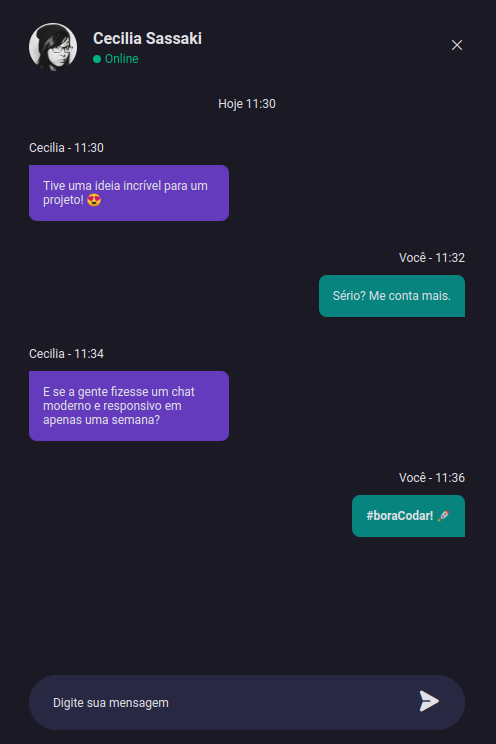 Cecilia Sassaki
Online
Hoje 11:30
Cecilia - 11:30
Tive uma ideia incrível para um
projeto! 😍
Você - 11:32
Sério? Me conta mais.
Cecilia - 11:34
E se a gente fizesse um chat
moderno e responsivo em
apenas uma semana?
Você - 11:36
#boraCodar! 🚀
Digite sua mensagem